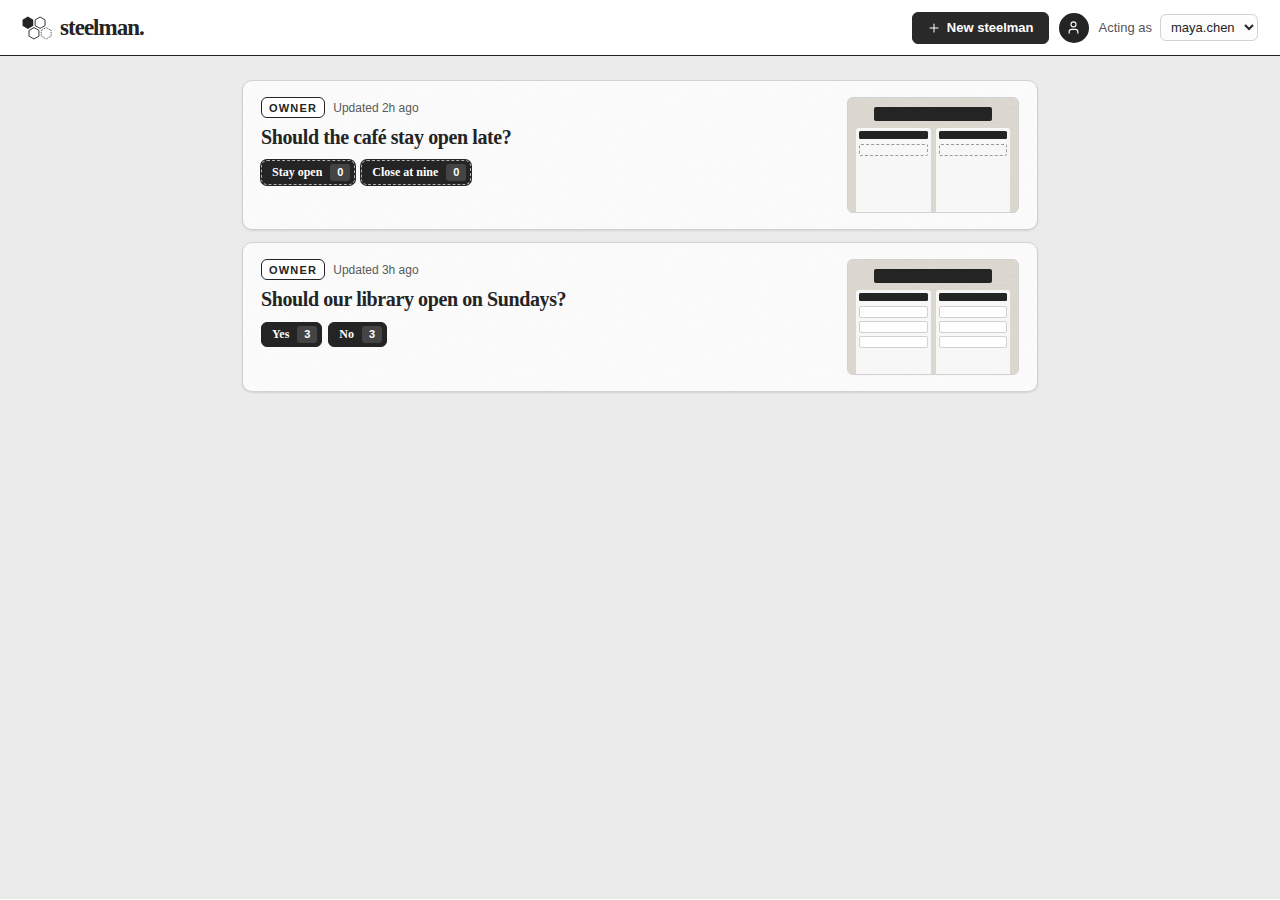 steelman.
New steelman
Acting as
maya.chen
OWNER
Updated 2h ago
Should the café stay open late?
Stay open 0
Close at nine 0
OWNER
Updated 3h ago
Should our library open on Sundays?
Yes 3
No 3